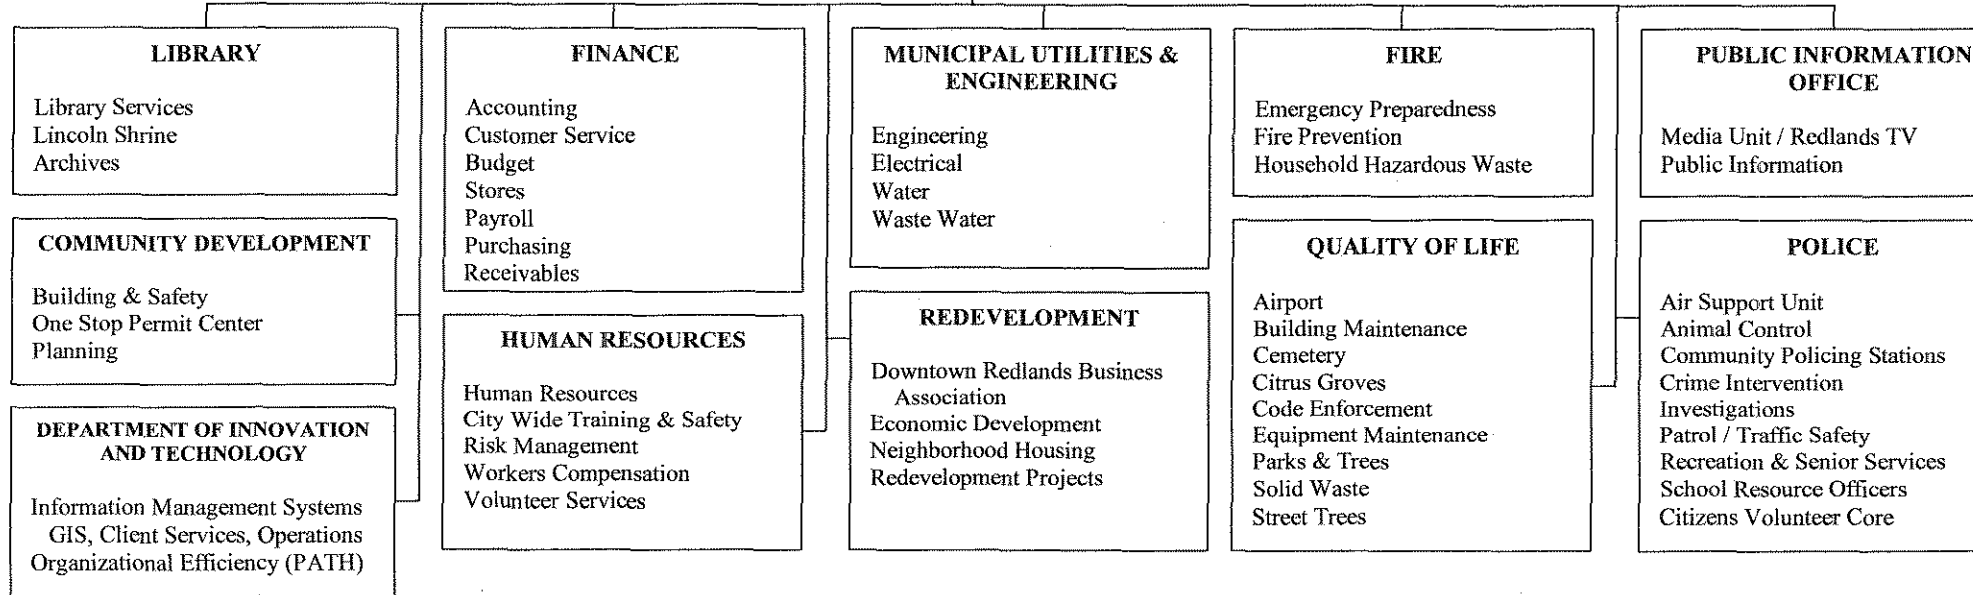 LIBRARY
Library Services
Lincoln Shrine
Archives
FINANCE
Accounting
Customer Service
Budget
Stores
Payroll
Purchasing
Receivables
MUNICIPAL UTILITIES &
ENGINEERING
Engineering
Electrical
Water
Waste Water
FIRE
Emergency Preparedness
Fire Prevention
Household Hazardous Waste
PUBLIC INFORMATION
OFFICE
Media Unit / Redlands TV
Public Information
COMMUNITY DEVELOPMENT
Building & Safety
One Stop Permit Center
Planning
HUMAN RESOURCES
Human Resources
City Wide Training & Safety
Risk Management
Workers Compensation
Volunteer Services
REDEVELOPMENT
Downtown Redlands Business
Association
Economic Development
Neighborhood Housing
Redevelopment Projects
QUALITY OF LIFE
Airport
Building Maintenance
Cemetery
Citrus Groves
Code Enforcement
Equipment Maintenance
Parks & Trees
Solid Waste
Street Trees
POLICE
Air Support Unit
Animal Control
Community Policing Stations
Crime Intervention
Investigations
Patrol / Traffic Safety
Recreation & Senior Services
School Resource Officers
Citizens Volunteer Core
DEPARTMENT OF INNOVATION
AND TECHNOLOGY
Information Management Systems
GIS, Client Services, Operations
Organizational Efficiency (PATH)